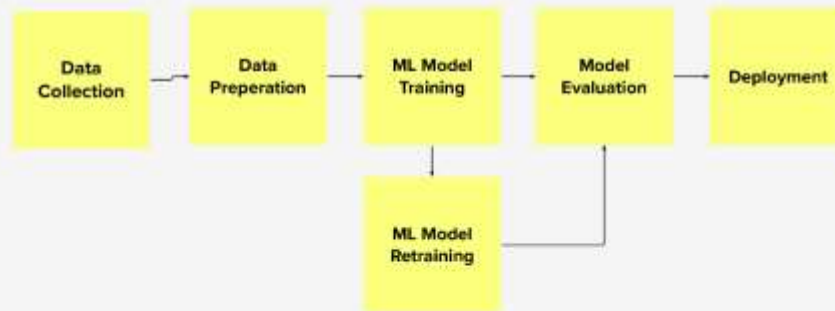 Data
Collection
Data
Preperation
ML Model
Training
Model
Evaluation
Deployment
ML Model
Retraining